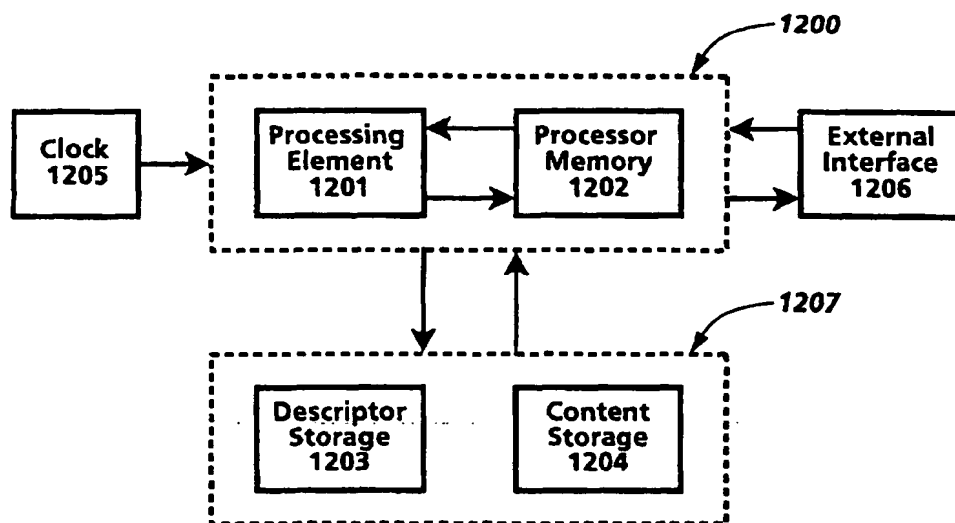 1200
Clock
1205
Processing
Element
1201
Processor
Memory
1202
External
Interface
1206
1207
Descriptor
Storage
1203
Content
Storage
1204